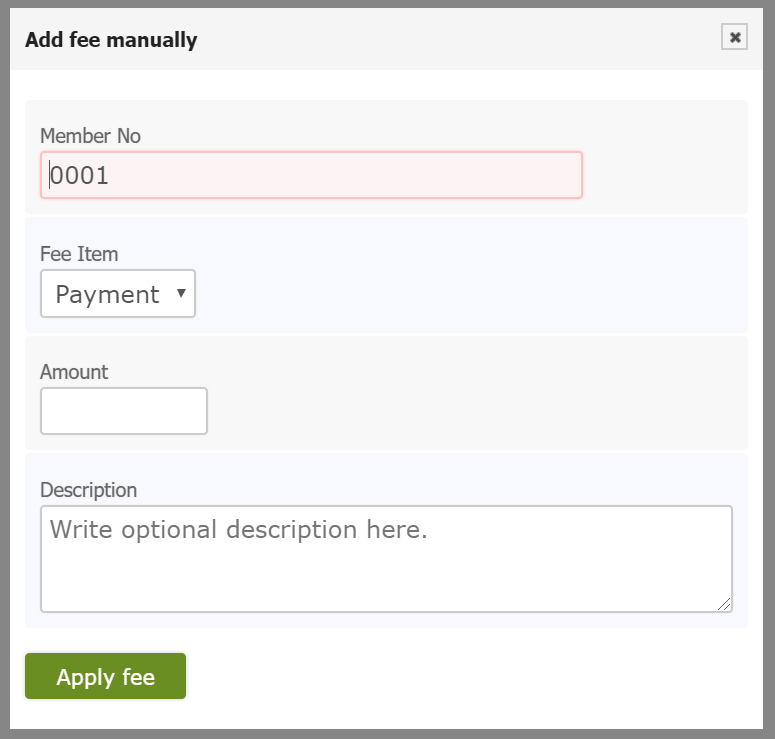 Add fee manually
Member No
0001
Fee Item
Payment
Amount
Description
Write optional description here.
Apply fee